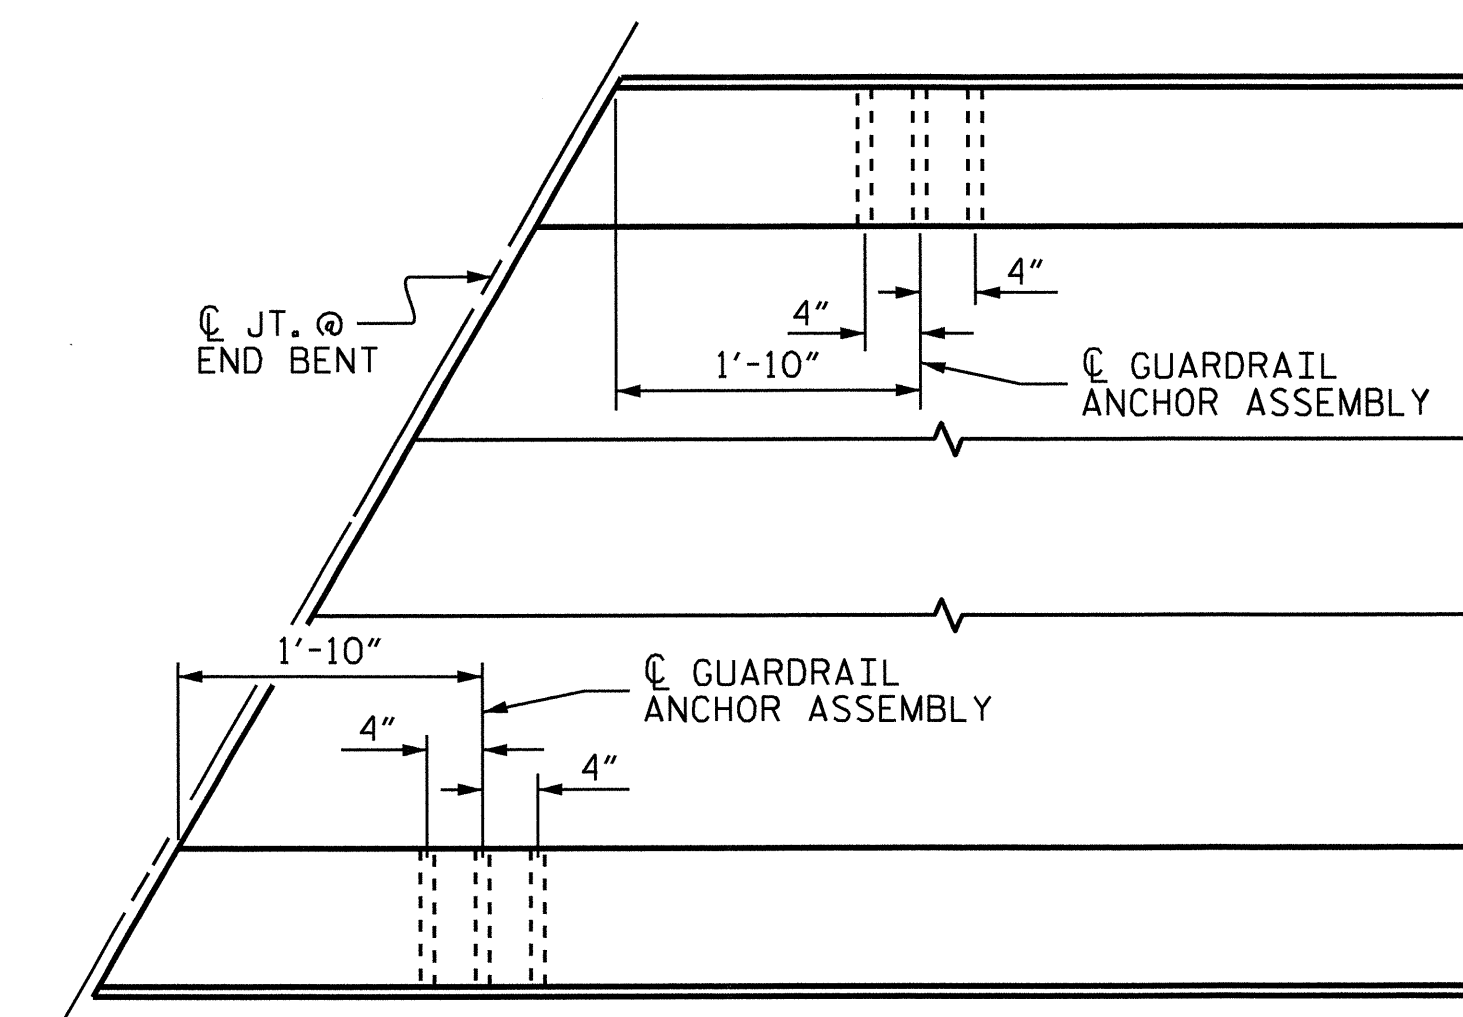 4"
4"
℄ JT. @
END BENT
1'-10"
℄ GUARDRAIL
ANCHOR ASSEMBLY
1'-10"
℄ GUARDRAIL
ANCHOR ASSEMBLY
4"
4"